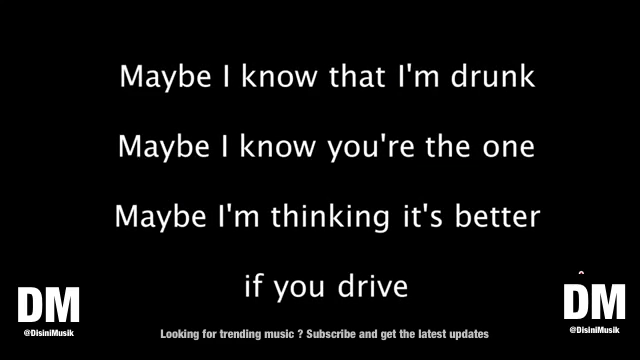 Maybe I know that I'm drunk
Maybe I know you're the one
Maybe I'm thinking it's better
if you drive
DM
@DisiniMusik
DM
@DisiniMusik
Looking for trending music ? Subscribe and get the latest updates